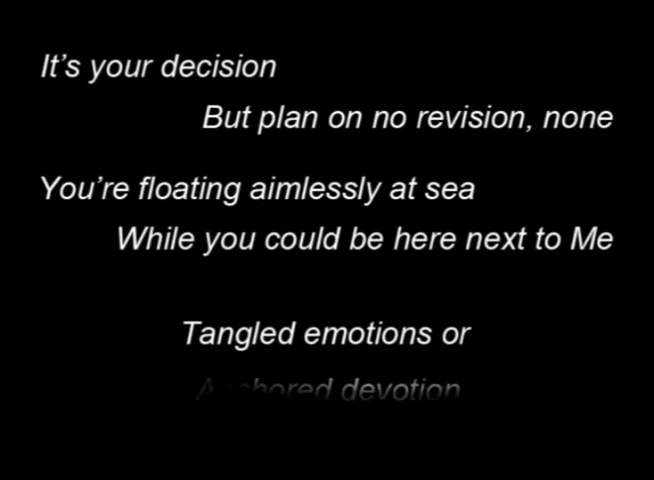 It’s your decision
But plan on no revision, none
You’re floating aimlessly at sea
While you could be here next to Me
Tangled emotions or
Anchored devotion